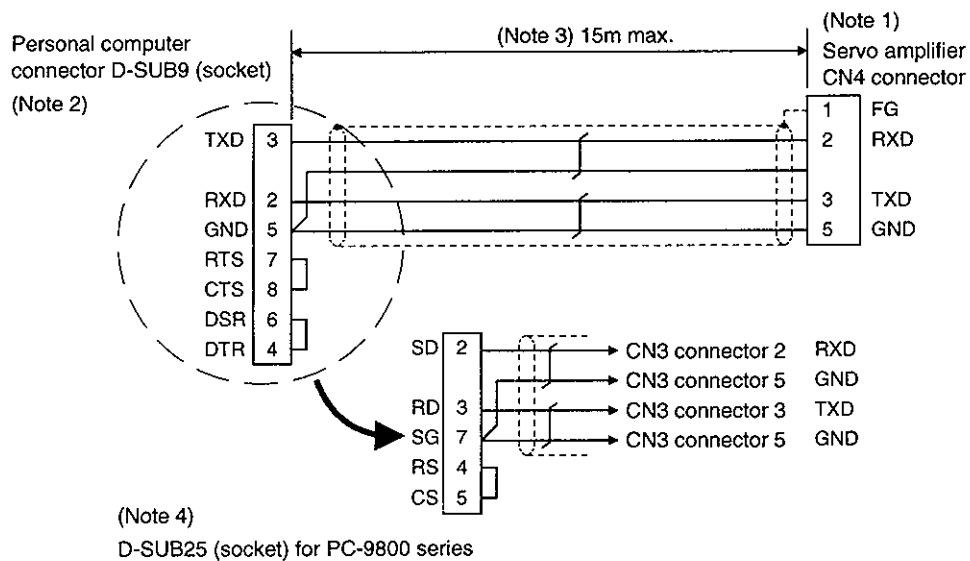 (Note 3) 15m max.
(Note 1)
Servo amplifier
CN4 connector
Personal computer
connector D-SUB9 (socket)
(Note 2)
1 FG
TXD 3
2 RXD
RXD 2
3 TXD
GND 5
5 GND
RTS 7
CTS 8
DSR 6
DTR 4
SD 2 CN3 connector 2 RXD
CN3 connector 5 GND
RD 3 CN3 connector 3 TXD
SG 7 CN3 connector 5 GND
RS 4
CS 5
(Note 4)
D-SUB25 (socket) for PC-9800 series